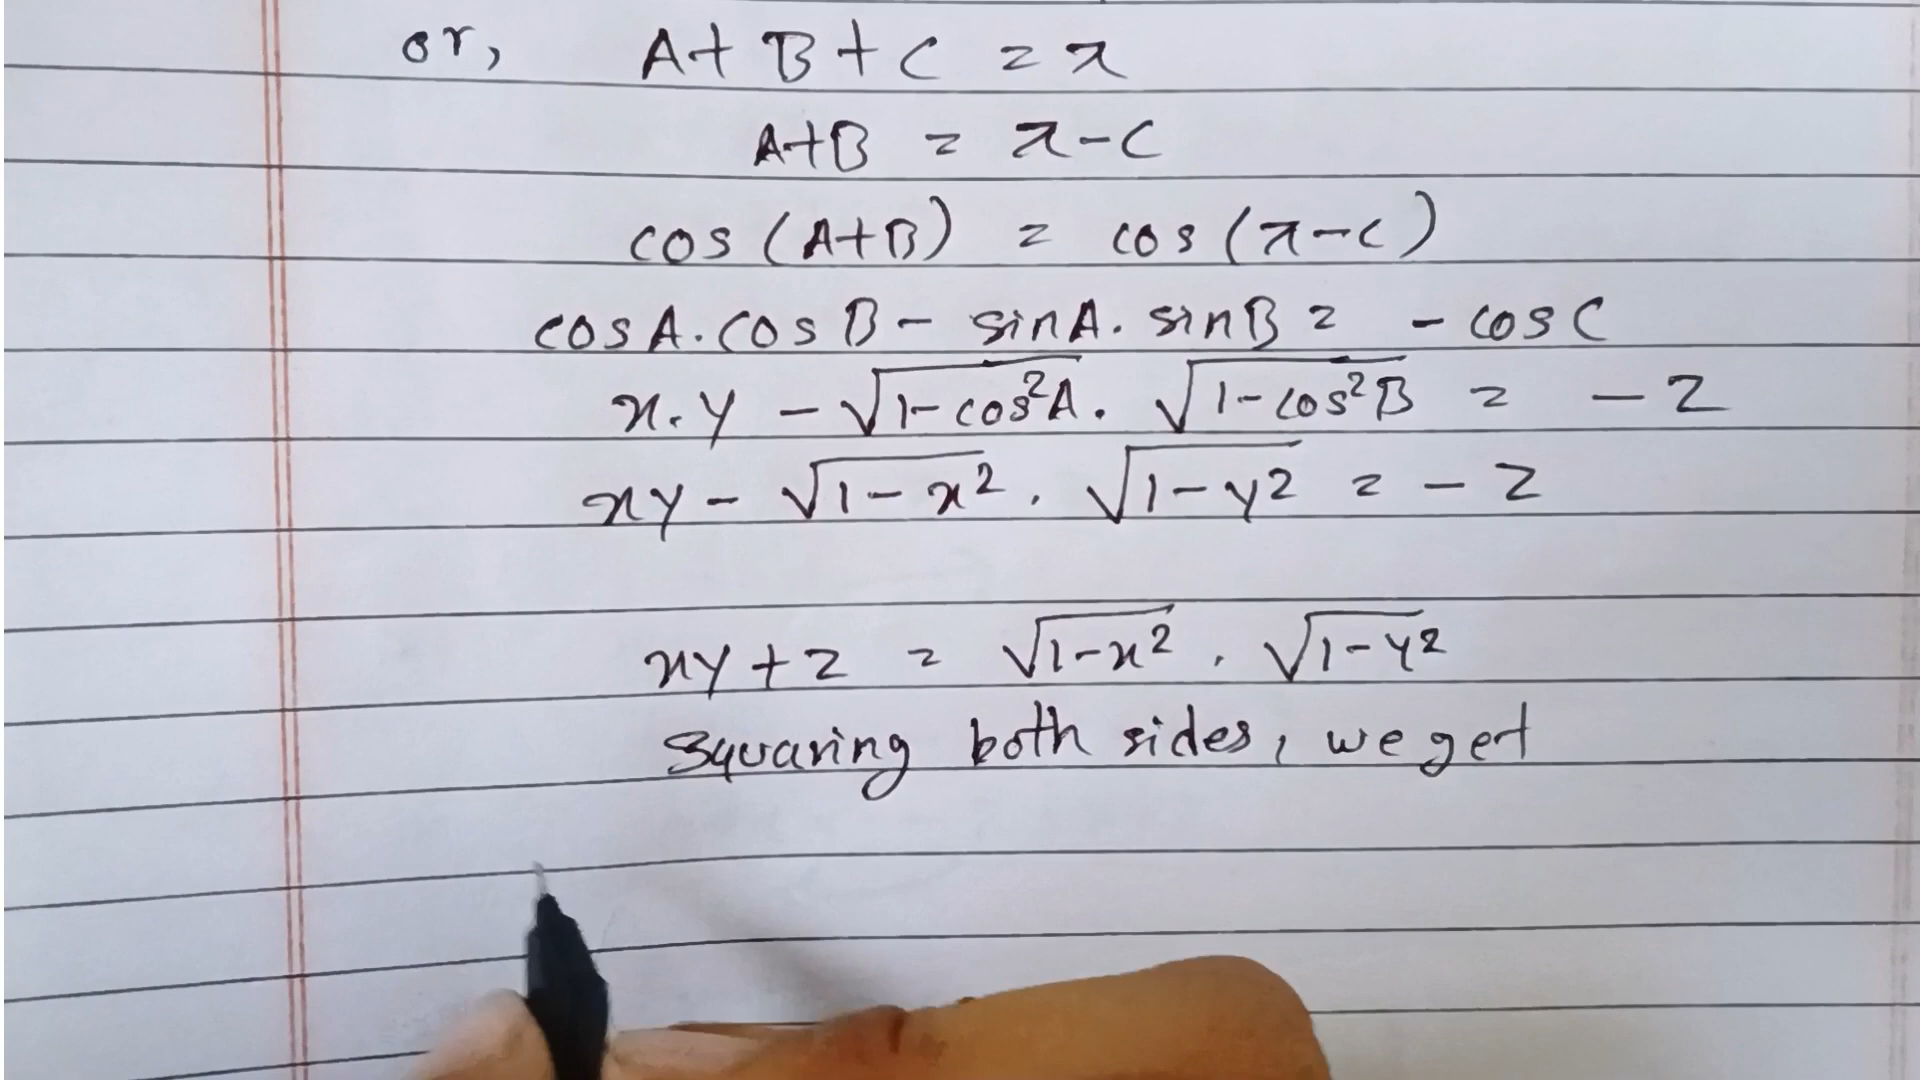 or, A+B+C = π
A+B = π-C
cos(A+B) = cos(π-C)
cosA.cosB - sinA.sinB = -cosC
x.y - √(1-cos²A). √(1-cos²B) = -z
xy - √(1-x²). √(1-y²) = -z
xy+z = √(1-x²). √(1-y²)
Squaring both sides, we get